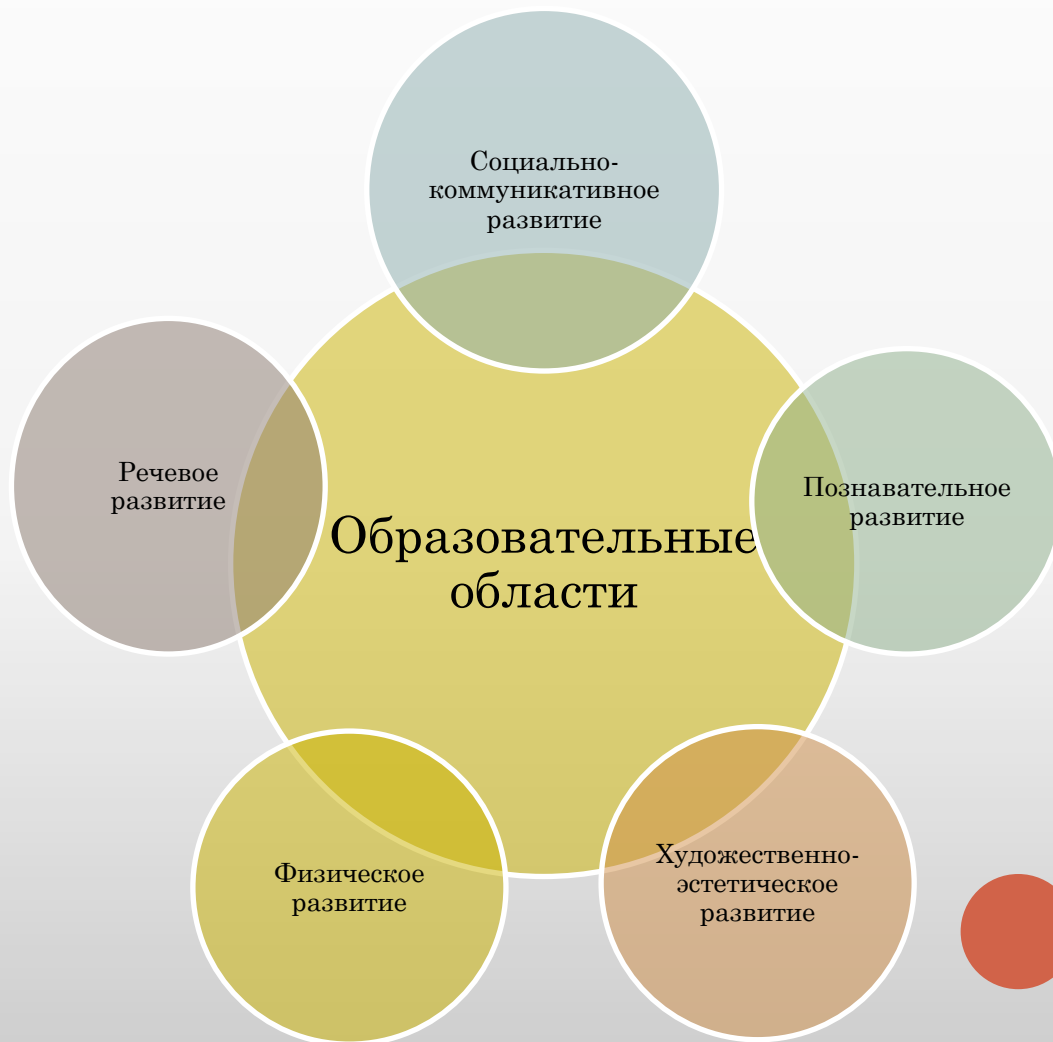 Социально-
коммуникативное
развитие
Речевое
развитие
Познавательное
развитие
Образовательные
области
Физическое
развитие
Художественно-
эстетическое
развитие